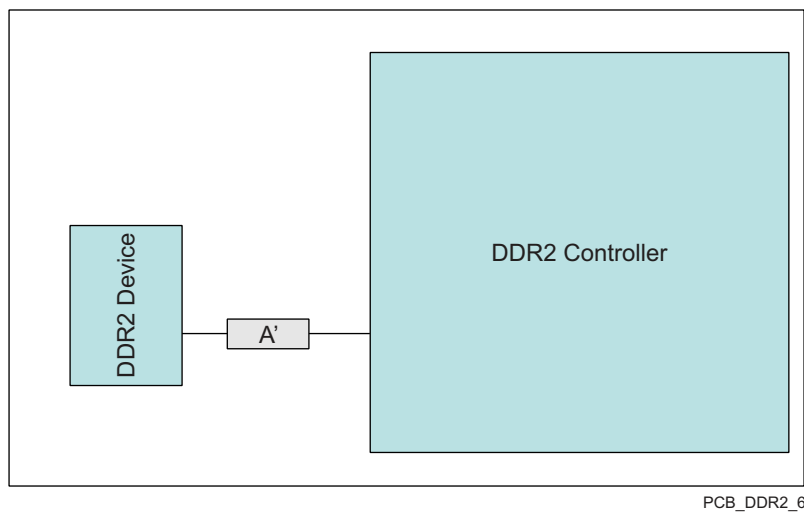 DDR2 Device
A’
DDR2 Controller
PCB_DDR2_6